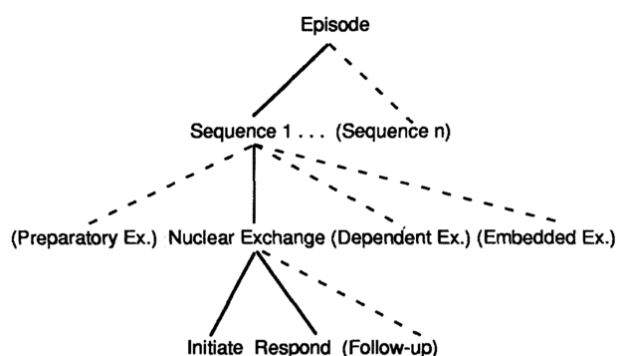 Episode
Sequence 1 . . . (Sequence n)
(Preparatory Ex.) Nuclear Exchange (Dependent Ex.) (Embedded Ex.)
Initiate Respond (Follow-up)